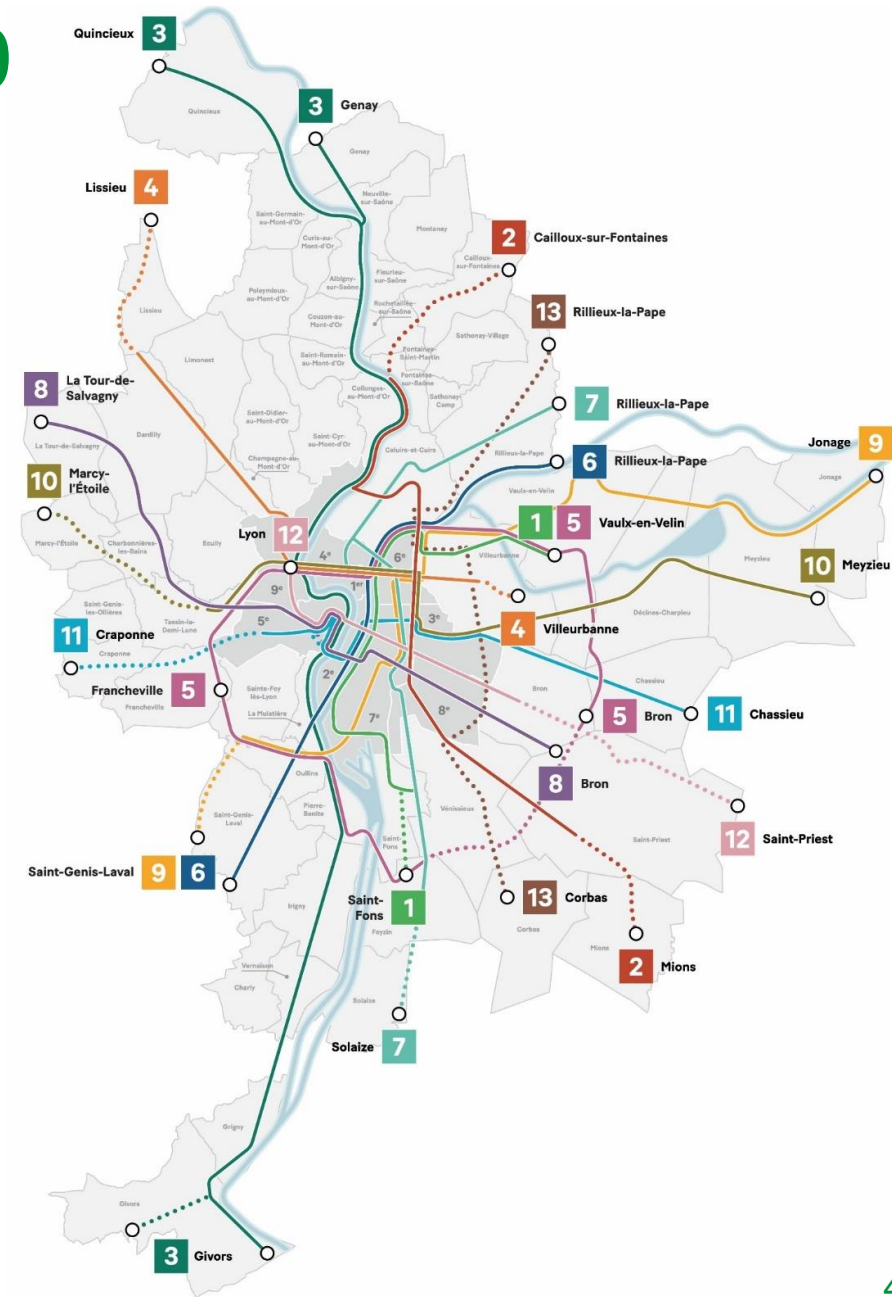 Quincieux 3
Quincieux
3 Genay
Genay
Lissieu 4
Neuville-
sur-Saône
Saint-Germain-
au-Mont-d'Or
Montanay
Curis-au-
Mont-d'Or
2 Cailloux-sur-Fontaines
Cailloux-
sur-Fontaines
Albigny-
sur-Saône
Fleurieu-
sur-Saône
Poleymieux-
au-Mont-d'Or
Rochetaillée-
sur-Saône
Lissieu
Couzon-au-
Mont-d'Or
13 Rillieux-la-Pape
Sathonay-Village
Limonest
Saint-Romain-
au-Mont-d'Or
Fontaines-
Saint-Martin
Fontaines-
sur-Saône
8 La Tour-de-
Salvagny
Collonges-
au-Mont-d'Or
Sathonay-
Camp
7 Rillieux-la-Pape
Saint-Didier-
au-Mont-d'Or
La Tour-de-Salvagny
Dardilly
Saint-Cyr-
au-Mont-d'Or
Caluire-et-Cuire
Jonage 9
10 Marcy-
l'Étoile
Champagne-au-
Mont-d'Or
Rillieux-la-Pape
6 Rillieux-la-Pape
Jonage
Vaulx-en-Velin
1 5 Vaulx-en-Velin
Lyon 12
4e
6e
Villeurbanne
Marcy-l'Étoile
Charbonnières-
les-Bains
Écully
Meyzieu
10 Meyzieu
9e
1er
Saint-Genis-
les-Ollières
Tassin-la-
Demi-Lune
5e
3e
4 Villeurbanne
Décines-Charpieu
11 Craponne
Craponne
Francheville 5
Francheville
Sainte-Foy
lès-Lyon
2e
Bron
Chassieu
La Mulatière
7e
8e
5 Bron
11 Chassieu
Oullins
8 Bron
Saint-Genis-
Laval
Pierre-
Bénite
Vénissieux
Saint-
Fons
Saint-Priest
12 Saint-Priest
Saint-Genis-Laval 9 6
Saint-
Fons 1
13 Corbas
Irigny
Feyzin
Corbas
Mions
2 Mions
Vernaison
Charly
Solaize
Solaize 7
Grigny
Givors
3 Givors
4